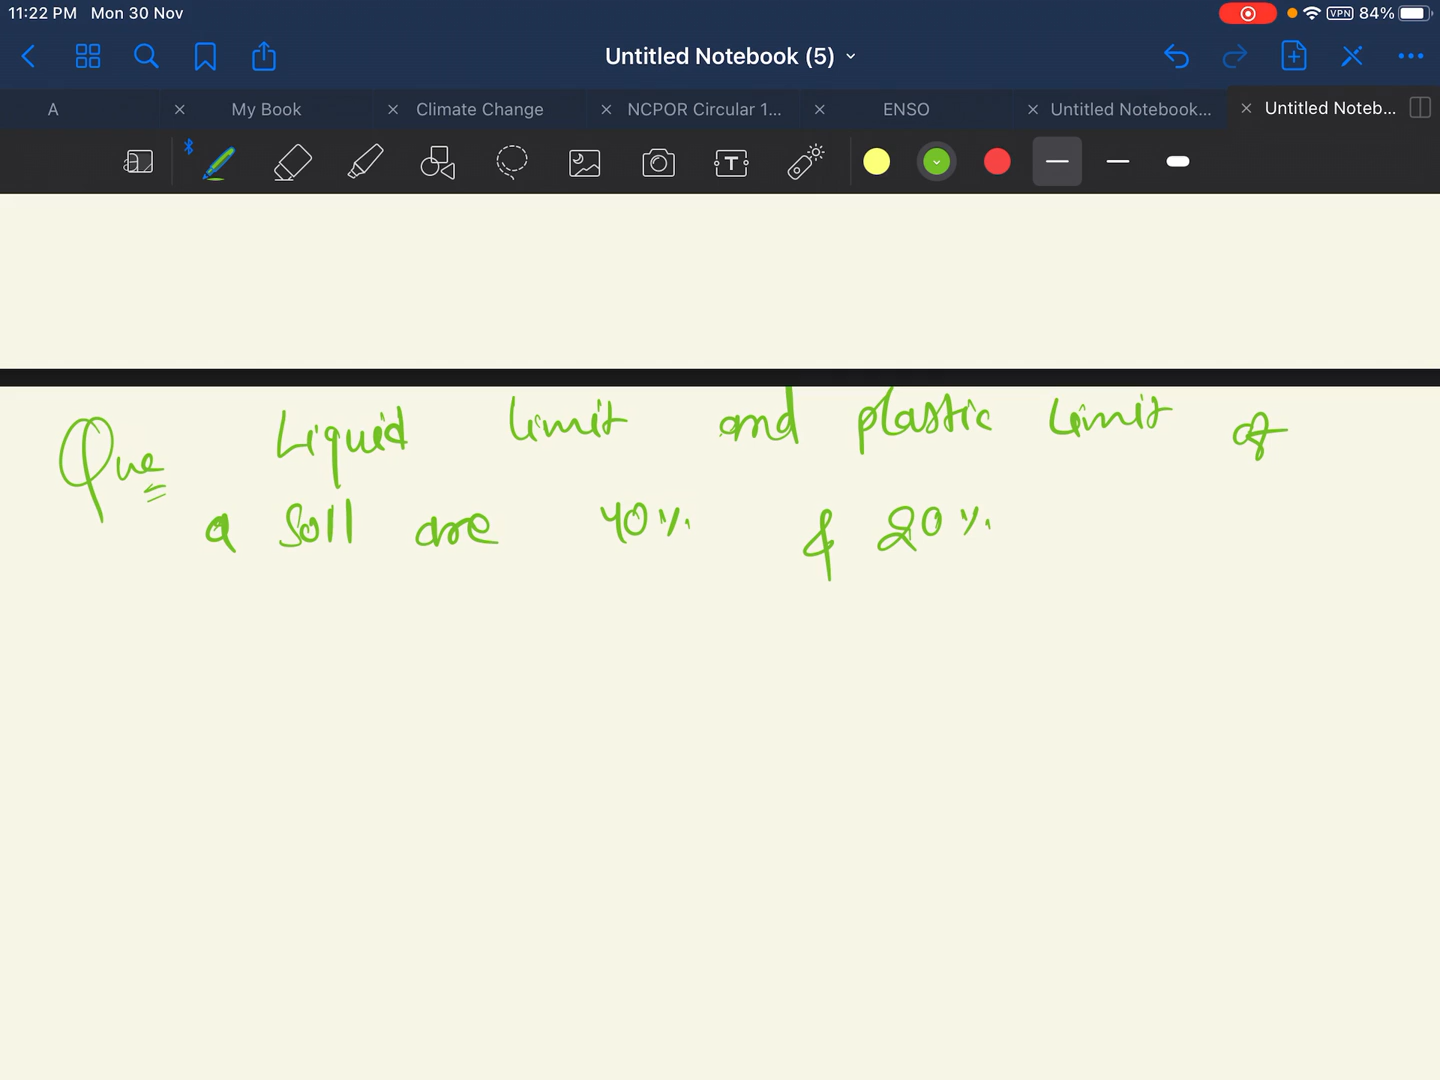 11:22 PM Mon 30 Nov
VPN 84%
Untitled Notebook (5)
A
My Book
Climate Change
NCPOR Circular 1...
ENSO
Untitled Notebook...
Untitled Noteb...
Que Liquid limit and plastic limit of
a soil are 40% & 20%